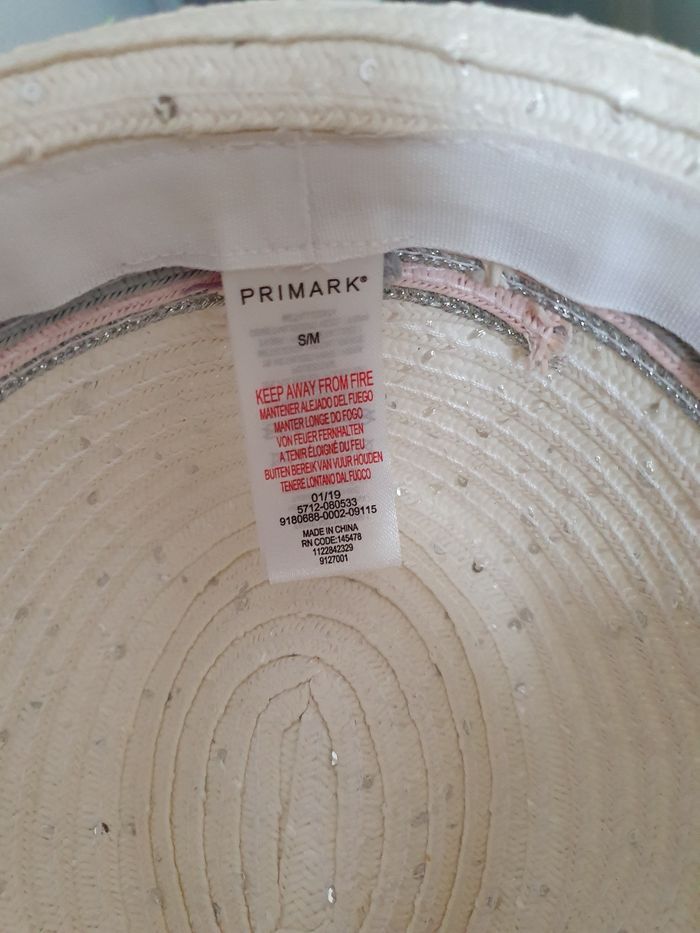 PRIMARK®
S/M
KEEP AWAY FROM FIRE
MANTENER ALEJADO DEL FUEGO
MANTER LONGE DO FOGO
VON FEUER FERNHALTEN
A TENIR ÉLOIGNÉ DU FEU
BUITEN BEREIK VAN VUUR HOUDEN
TENERE LONTANO DAL FUOCO
01/19
5712-080533
9180688-0002-09115
MADE IN CHINA
RN CODE:145478
1122842329
9127001